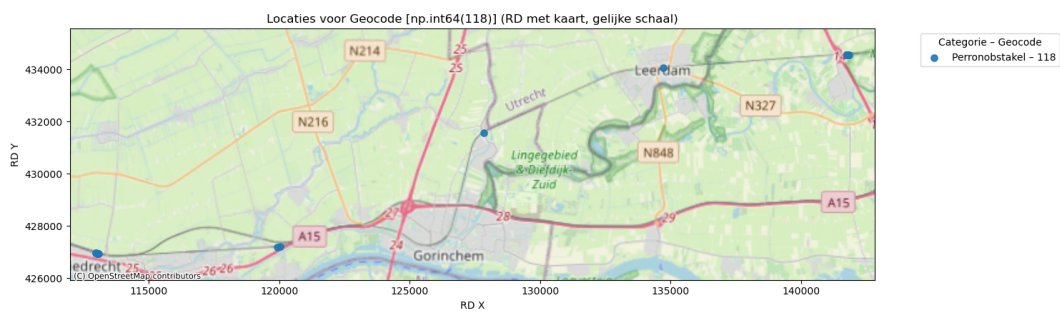 Locaties voor Geocode [np.int64(118)] (RD met kaart, gelijke schaal)
Categorie – Geocode
Perronobstakel – 118
RD Y
434000
432000
430000
428000
426000
N214
25
25
Leerdam
14
Utrecht
N327
N216
N848
Lingegebied
& Diefdijk-
Zuid
A15
27
28
29
A15
24
Gorinchem
edrecht
25
26
26
(C) OpenStreetMap contributors
115000
120000
125000
130000
135000
140000
RD X